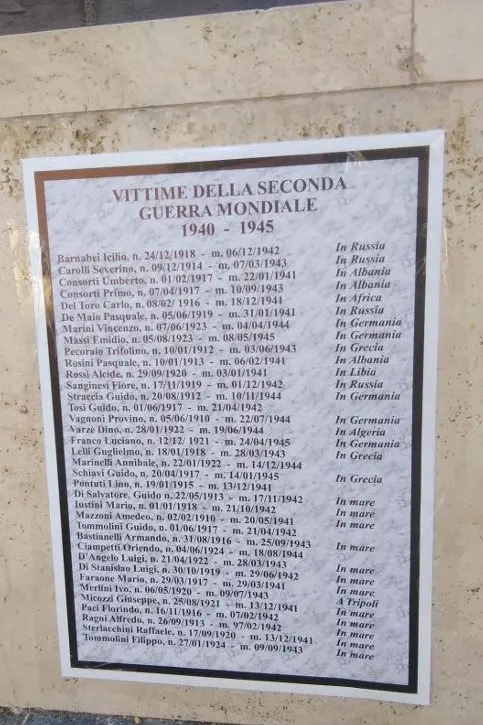 VITTIME DELLA SECONDA
GUERRA MONDIALE
1940 - 1945
Barnabei Icilio, n. 24/12/1918 - m. 06/12/1942 In Russia
Carolli Severino, n. 09/12/1914 - m. 07/03/1943 In Russia
Consorti Umberto, n. 01/02/1917 - m. 22/01/1941 In Albania
Consorti Primo, n. 07/04/1917 - m. 10/09/1943 In Albania
Del Toro Carlo, n. 08/02/1916 - m. 18/12/1941 In Africa
De Maio Pasquale, n. 05/06/1919 - m. 31/01/1941 In Russia
Marini Vincenzo, n. 07/06/1923 - m. 04/04/1944 In Germania
Massi Emidio, n. 05/08/1923 - m. 08/05/1945 In Germania
Pecoraio Trifolino, n. 10/01/1912 - m. 03/06/1943 In Grecia
Rosini Pasquale, n. 10/01/1913 - m. 06/02/1941 In Albania
Rossi Alcide, n. 29/09/1920 - m. 03/01/1941 In Libia
Sanginesi Fiore, n. 17/11/1919 - m. 01/12/1942 In Russia
Straccia Guido, n. 20/08/1912 - m. 10/11/1944 In Germania
Tosi Guido, n. 01/06/1917 - m. 21/04/1942
Vagnoni Provino, n. 05/06/1910 - m. 22/07/1944 In Germania
Varzè Dino, n. 28/01/1922 - m. 19/06/1944 In Algeria
Franco Luciano, n. 12/12/ 1921 - m. 24/04/1945 In Germania
Lelli Guglielmo, n. 18/01/1918 - m. 28/03/1943 In Grecia
Marinelli Annibale, n. 22/01/1922 - m. 14/12/1944
Schiavi Guido, n. 20/04/1917 - m. 14/01/1945 In Grecia
Pontuti Lino, n. 19/01/1915 - m. 13/12/1941
Di Salvatore, Guido n. 22/05/1913 - m. 17/11/1942 In mare
Iustini Mario, n. 01/01/1918 - m. 21/10/1942 In mare
Mazzoni Amedeo, n. 02/02/1910 - m. 20/05/1941 In mare
Tommolini Guido, n. 01/06/1917 - m. 21/04/1942
Bastianelli Armando, n. 31/08/1916 - m. 25/09/1943 In mare
Ciampetti Oriendo, n. 04/06/1924 - m. 18/08/1944
D'Angelo Luigi, n. 21/04/1922 - m. 28/03/1943 In mare
Di Stanislao Luigi, n. 30/10/1919 - m. 29/06/1942 In mare
Faraone Mario, n. 29/03/1917 - m. 29/03/1941 In mare
Merlini Ivo, n. 06/05/1920 - m. 09/07/1943 A Tripoli
Micozzi Giuseppe, n. 25/08/1921 - m. 13/12/1941 In mare
Paci Fiorindo, n. 16/11/1916 - m. 07/02/1942 In mare
Ragni Alfredo, n. 26/09/1913 - m. 97/02/1942 In mare
Sterlacchini Raffaele, n. 17/09/1920 - m. 13/12/1941 In mare
Tommolini Filippo, n. 27/01/1924 - m. 09/09/1943 In mare